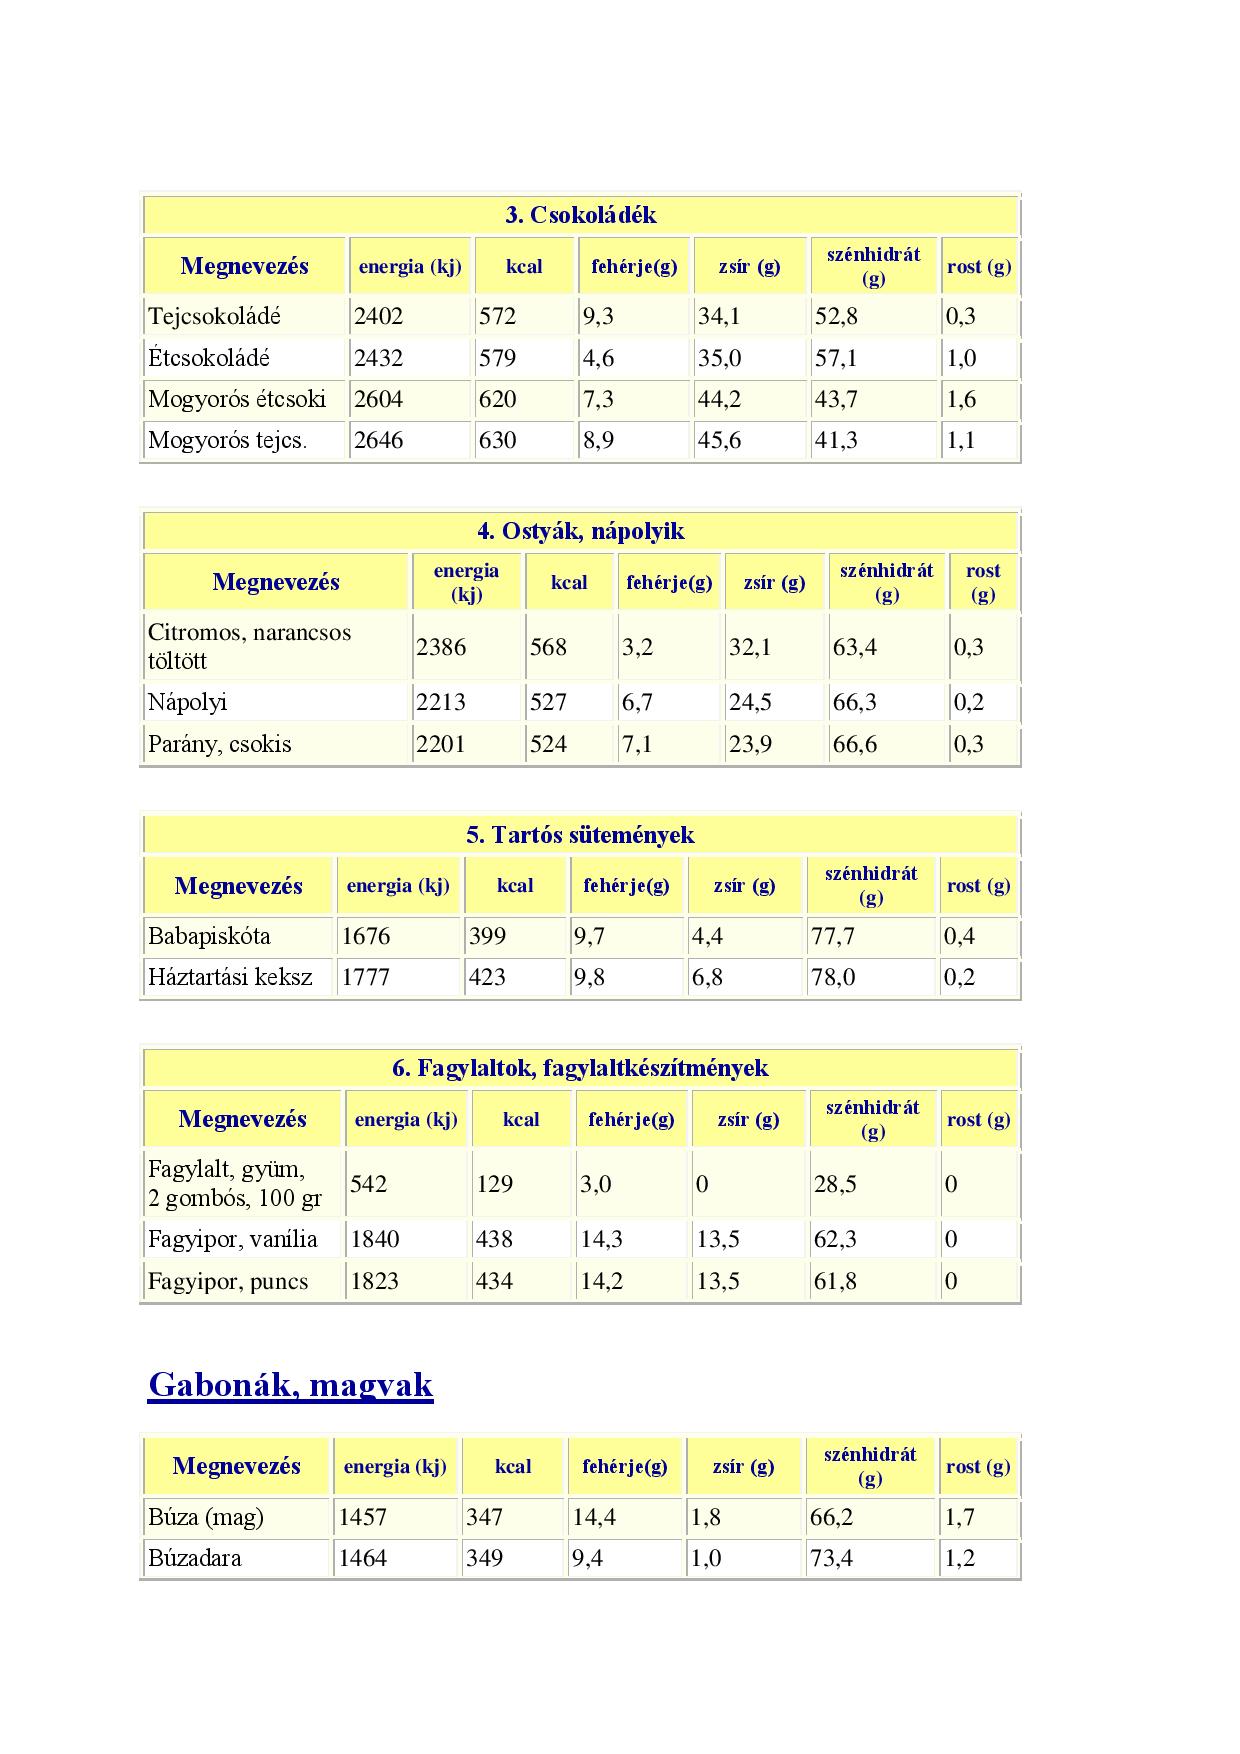 3. Csokoládék
Megnevezés energia (kj) kcal fehérje(g) zsír (g) szénhidrát (g) rost (g)
Tejcsokoládé 2402 572 9,3 34,1 52,8 0,3
Étcsokoládé 2432 579 4,6 35,0 57,1 1,0
Mogyorós étcsoki 2604 620 7,3 44,2 43,7 1,6
Mogyorós tejcs. 2646 630 8,9 45,6 41,3 1,1
4. Ostyák, nápolyik
Megnevezés energia (kj) kcal fehérje(g) zsír (g) szénhidrát (g) rost (g)
Citromos, narancsos töltött 2386 568 3,2 32,1 63,4 0,3
Nápolyi 2213 527 6,7 24,5 66,3 0,2
Parány, csokis 2201 524 7,1 23,9 66,6 0,3
5. Tartós sütemények
Megnevezés energia (kj) kcal fehérje(g) zsír (g) szénhidrát (g) rost (g)
Babapiskóta 1676 399 9,7 4,4 77,7 0,4
Háztartási keksz 1777 423 9,8 6,8 78,0 0,2
6. Fagylaltok, fagylaltkészítmények
Megnevezés energia (kj) kcal fehérje(g) zsír (g) szénhidrát (g) rost (g)
Fagylalt, gyüm, 2 gombós, 100 gr 542 129 3,0 0 28,5 0
Fagyipor, vanília 1840 438 14,3 13,5 62,3 0
Fagyipor, puncs 1823 434 14,2 13,5 61,8 0
Gabonák, magvak
Megnevezés energia (kj) kcal fehérje(g) zsír (g) szénhidrát (g) rost (g)
Búza (mag) 1457 347 14,4 1,8 66,2 1,7
Búzadara 1464 349 9,4 1,0 73,4 1,2